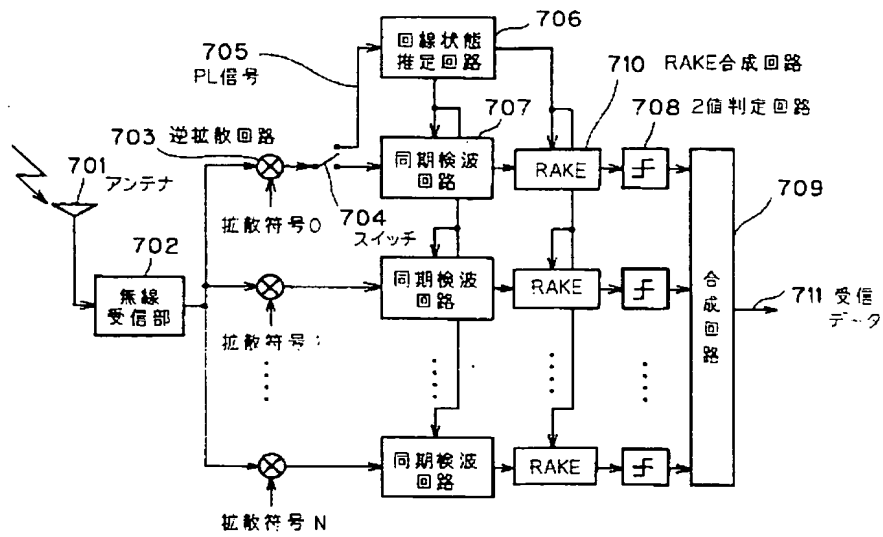 706
回線状態
推定回路
705
PL信号
710 RAKE合成回路
707
708 2値判定回路
703 逆拡散回路
同期検波
回路
RAKE
701
アンテナ
拡散符号0
704
スイッチ
709
702
無線
受信部
同期検波
回路
RAKE
拡散符号
合成回路
711 受信
データ
同期検波
回路
RAKE
拡散符号N